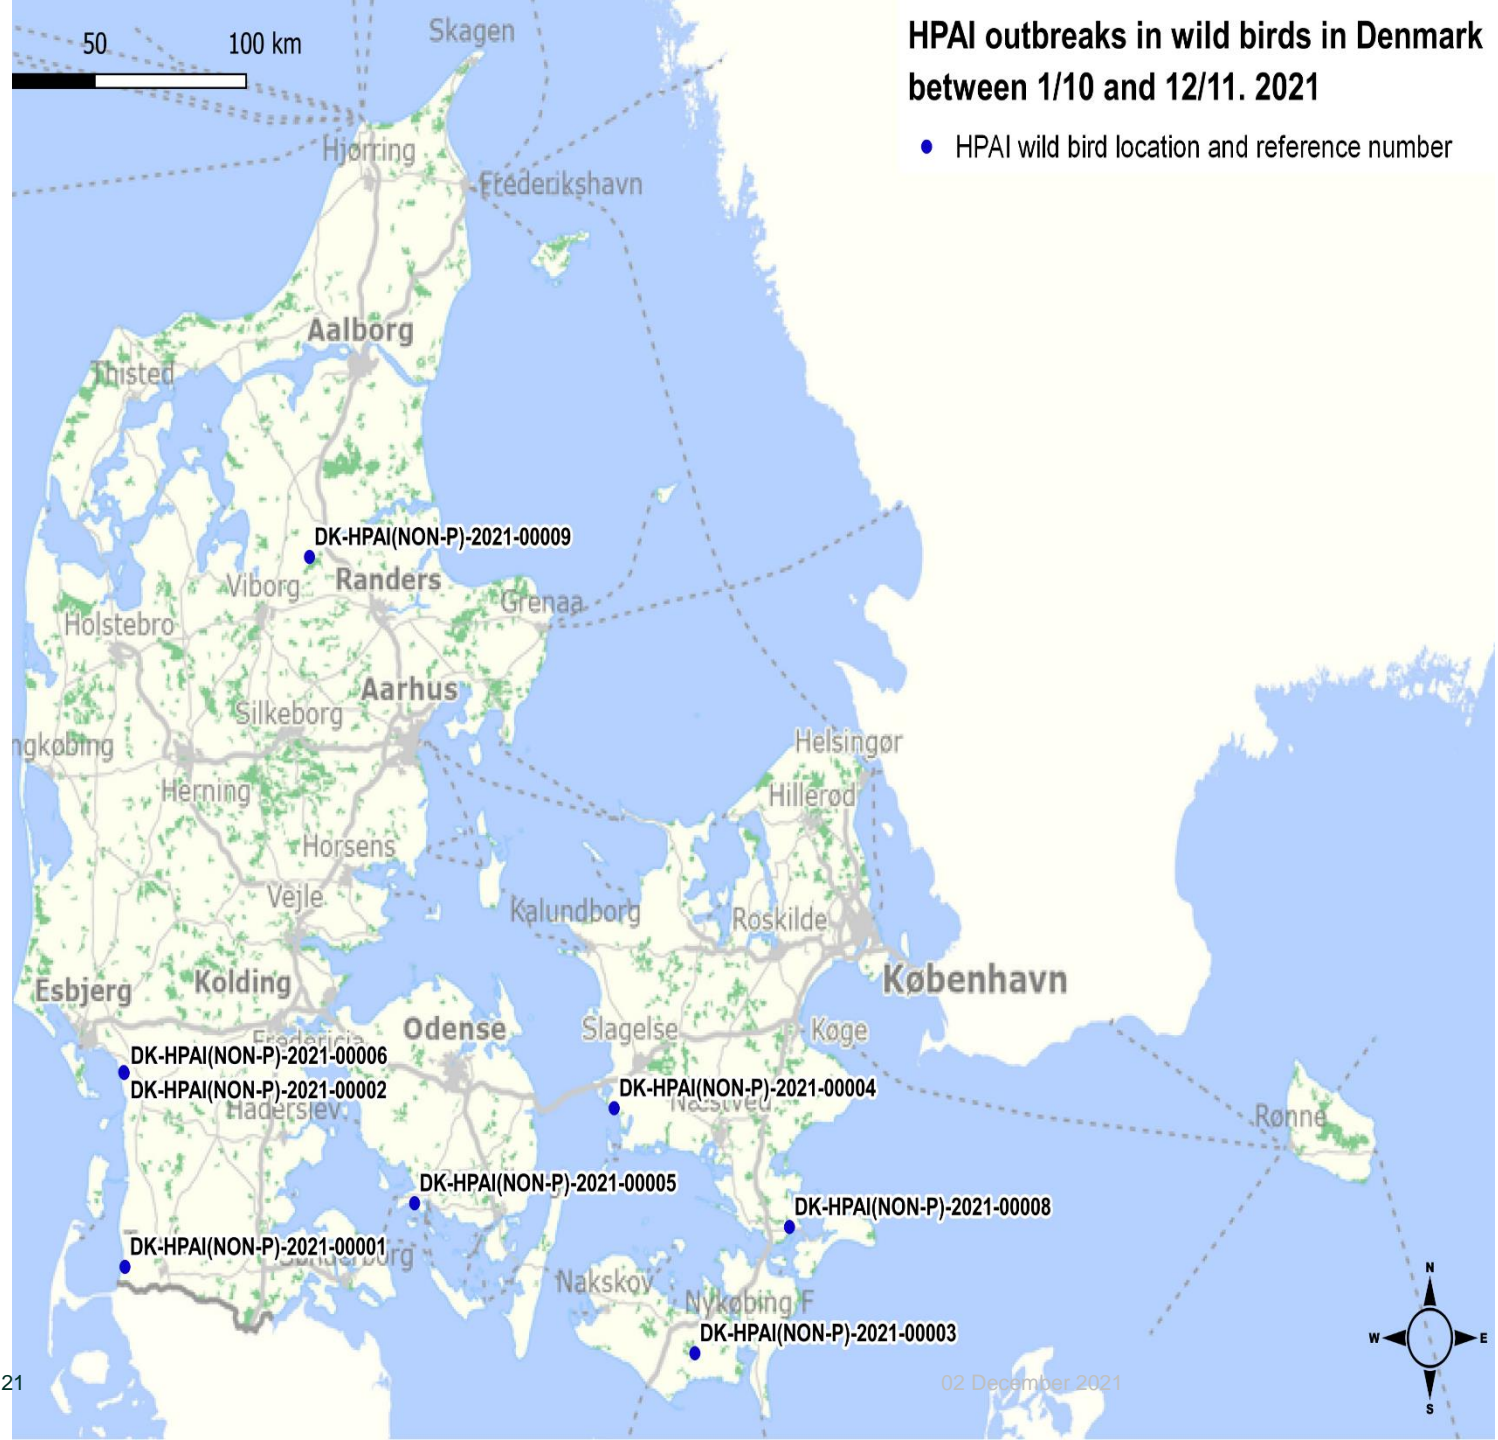 HPAI outbreaks in wild birds in Denmark
between 1/10 and 12/11. 2021
HPAI wild bird location and reference number
50
100 km
Skagen
Hjørring
Frederikshavn
Aalborg
Thisted
DK-HPAI(NON-P)-2021-00009
Viborg
Randers
Grenaa
Holstebro
Aarhus
Silkeborg
ngkøbing
Helsingør
Herning
Hillerød
Horsens
Vejle
Kalundborg
Roskilde
Esbjerg
Kolding
København
Odense
Slagelse
Køge
Fredericia
DK-HPAI(NON-P)-2021-00006
DK-HPAI(NON-P)-2021-00002
DK-HPAI(NON-P)-2021-00004
Haderslev
Næstved
Rønne
DK-HPAI(NON-P)-2021-00005
DK-HPAI(NON-P)-2021-00008
DK-HPAI(NON-P)-2021-00001
Sønderborg
Nakskov
Nykøbing F
DK-HPAI(NON-P)-2021-00003
N
W
E
S
21
02 December 2021